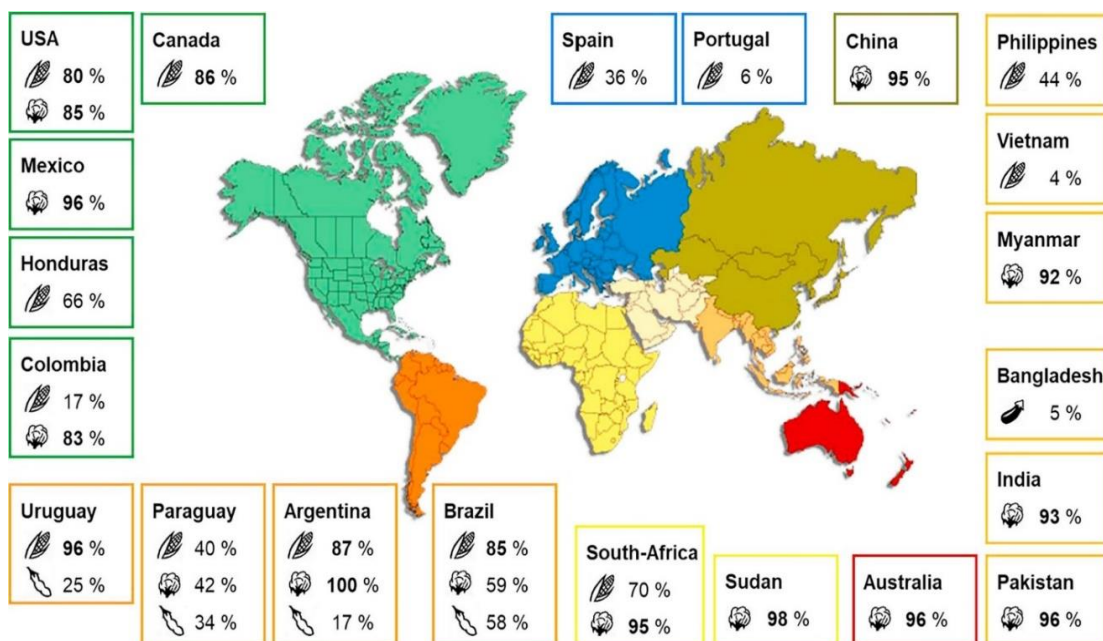 USA
80 %
85 %
Canada
86 %
Spain
36 %
Portugal
6 %
China
95 %
Philippines
44 %
Mexico
96 %
Vietnam
4 %
Honduras
66 %
Myanmar
92 %
Colombia
17 %
83 %
Bangladesh
5 %
India
93 %
Uruguay
96 %
25 %
Paraguay
40 %
42 %
34 %
Argentina
87 %
100 %
17 %
Brazil
85 %
59 %
58 %
South-Africa
70 %
95 %
Sudan
98 %
Australia
96 %
Pakistan
96 %